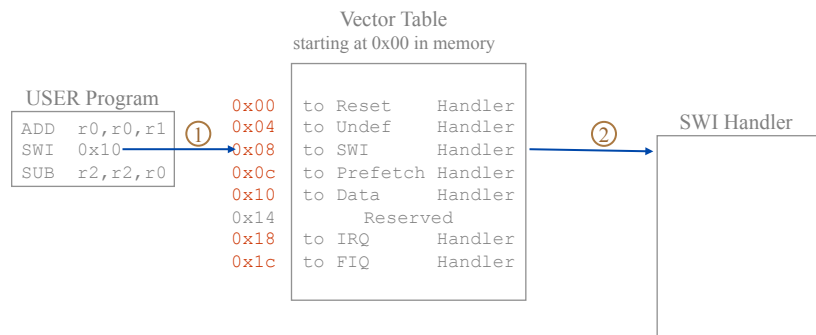 Vector Table
starting at 0x00 in memory
USER Program
ADD r0,r0,r1
SWI 0x10
SUB r2,r2,r0
1
0x00 to Reset Handler
0x04 to Undef Handler
0x08 to SWI Handler
0x0c to Prefetch Handler
0x10 to Data Handler
0x14 Reserved
0x18 to IRQ Handler
0x1c to FIQ Handler
2
SWI Handler